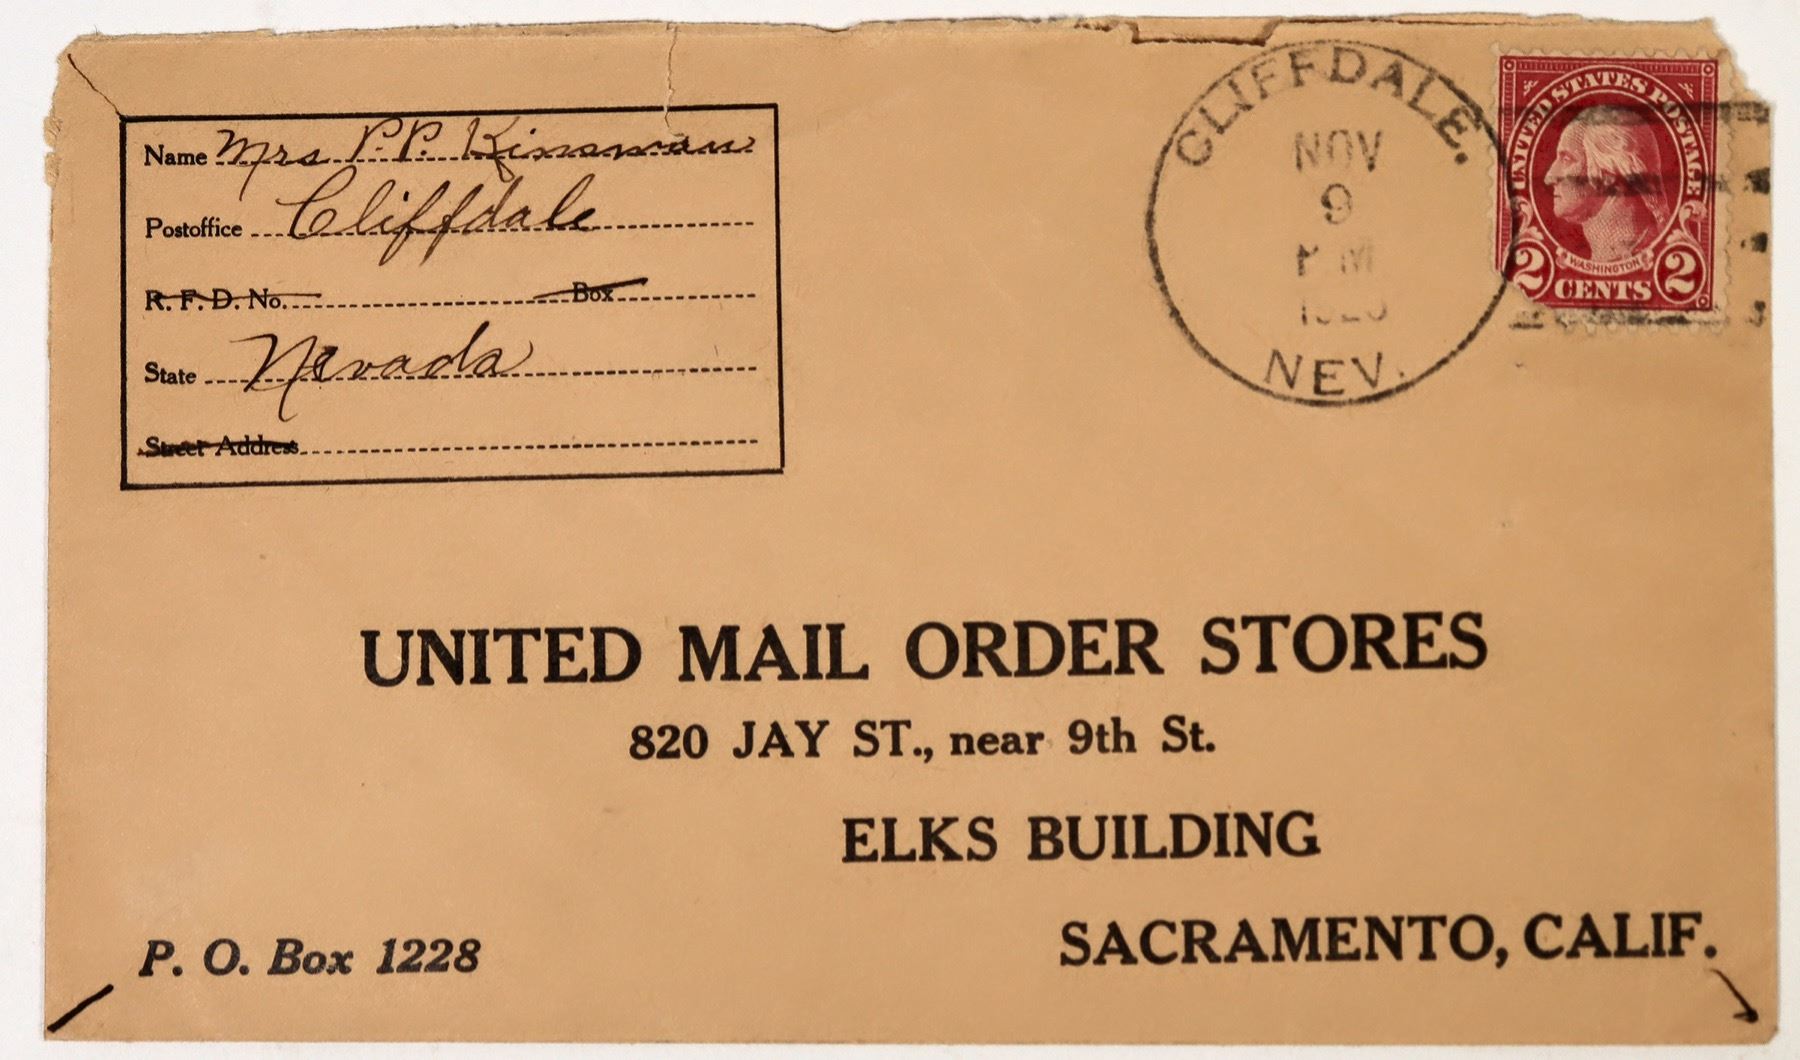 Name Mrs P.P. Kinsman
Postoffice Cliffdale
R. F. D. No. Box
State Nevada
Street Address
CLIFFDALE.
NOV
9
M
NEV.
UNITED STATES POSTAGE
WASHINGTON
2 CENTS 2
UNITED MAIL ORDER STORES
820 JAY ST., near 9th St.
ELKS BUILDING
SACRAMENTO, CALIF.
P. O. Box 1228